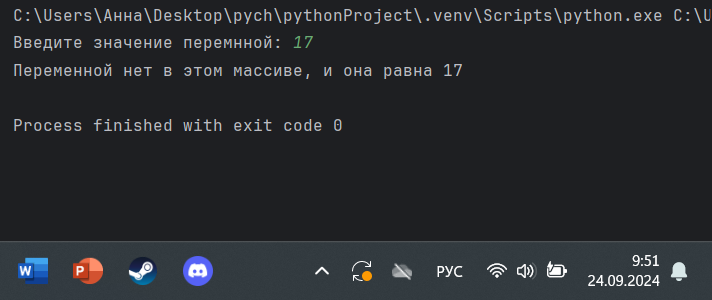 C:\Users\Анна\Desktop\pych\pythonProject\.venv\Scripts\python.exe C:\U
Введите значение перемнной: 17
Переменной нет в этом массиве, и она равна 17
Process finished with exit code 0
W P РУС 9:51
24.09.2024